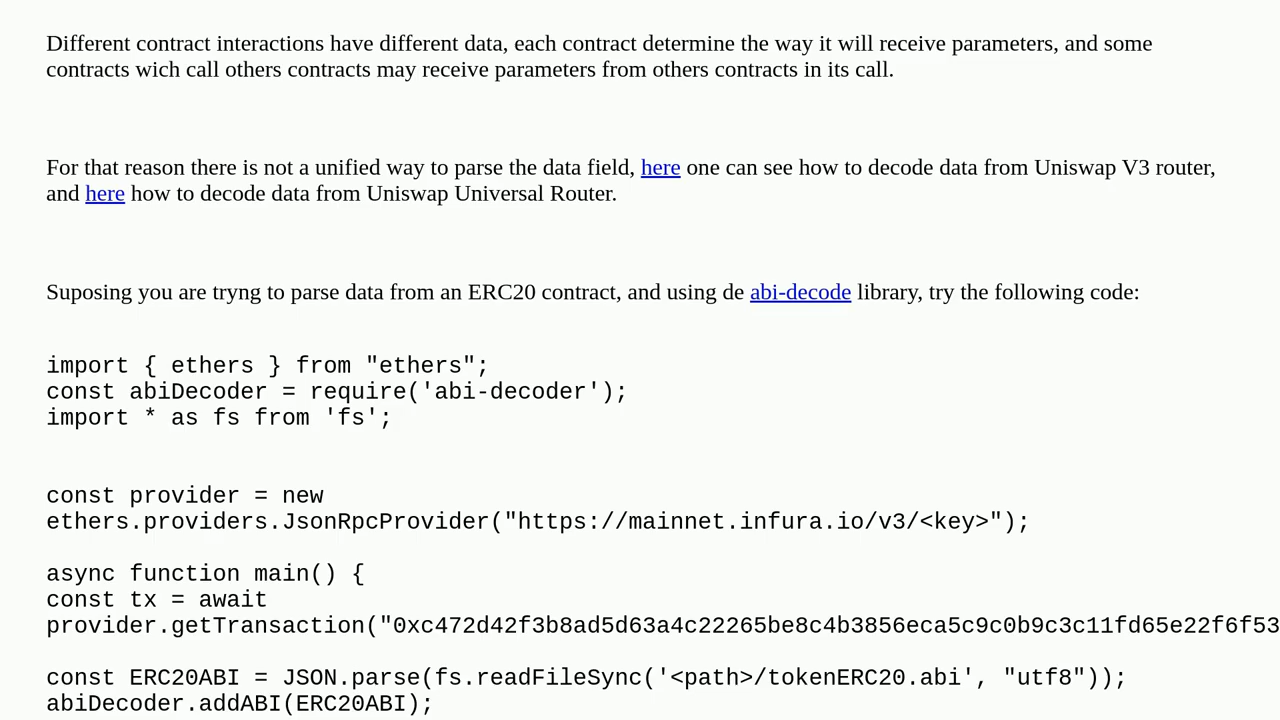 Different contract interactions have different data, each contract determine the way it will receive parameters, and some
contracts wich call others contracts may receive parameters from others contracts in its call.
For that reason there is not a unified way to parse the data field, here one can see how to decode data from Uniswap V3 router,
and here how to decode data from Uniswap Universal Router.
Suposing you are tryng to parse data from an ERC20 contract, and using de abi-decode library, try the following code:
import { ethers } from "ethers";
const abiDecoder = require('abi-decoder');
import * as fs from 'fs';
const provider = new
ethers.providers.JsonRpcProvider("https://mainnet.infura.io/v3/<key>");
async function main() {
const tx = await
provider.getTransaction("0xc472d42f3b8ad5d63a4c22265be8c4b3856eca5c9c0b9c3c11fd65e22f6f53
const ERC20ABI = JSON.parse(fs.readFileSync('<path>/tokenERC20.abi', "utf8"));
abiDecoder.addABI(ERC20ABI);